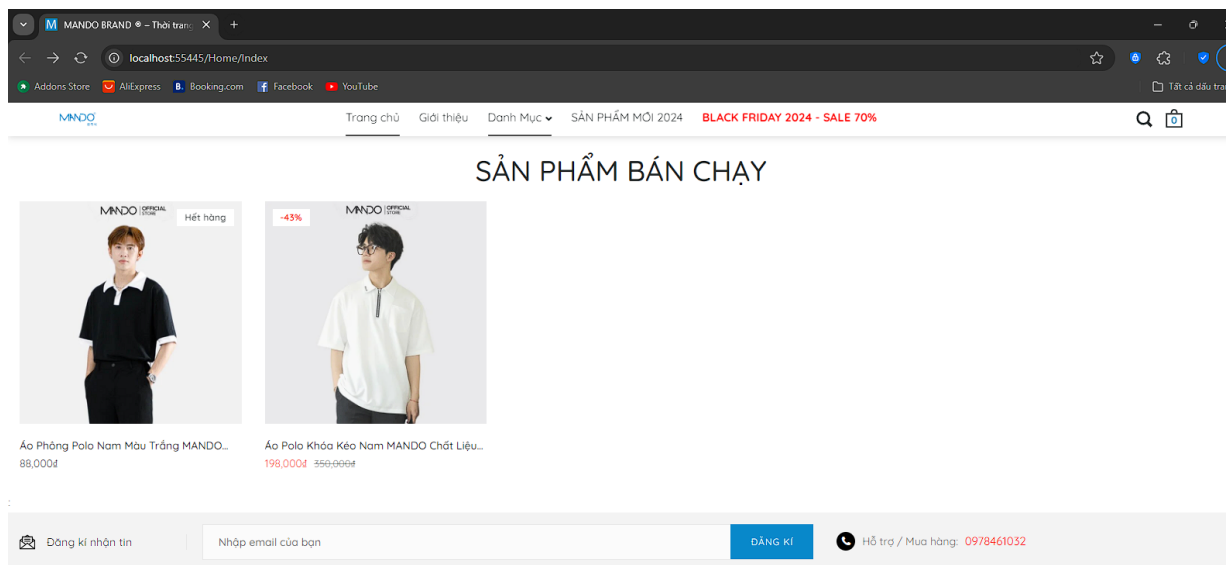 MANDO BRAND ® – Thời trang
localhost:55445/Home/Index
Addons Store AliExpress B. Booking.com Facebook YouTube Tất cả dấu tran
MANDO Trang chủ Giới thiệu Danh Mục SẢN PHẨM MỚI 2024 BLACK FRIDAY 2024 - SALE 70% 0
SẢN PHẨM BÁN CHẠY
MANDO OFFICIAL STORE Hết hàng
-43% MANDO OFFICIAL STORE
Áo Phông Polo Nam Màu Trắng MANDO... Áo Polo Khóa Kéo Nam MANDO Chất Liệu...
88,000đ 198,000đ 350,000đ
:
Đăng kí nhận tin Nhập email của bạn ĐĂNG KÍ Hỗ trợ / Mua hàng: 0978461032